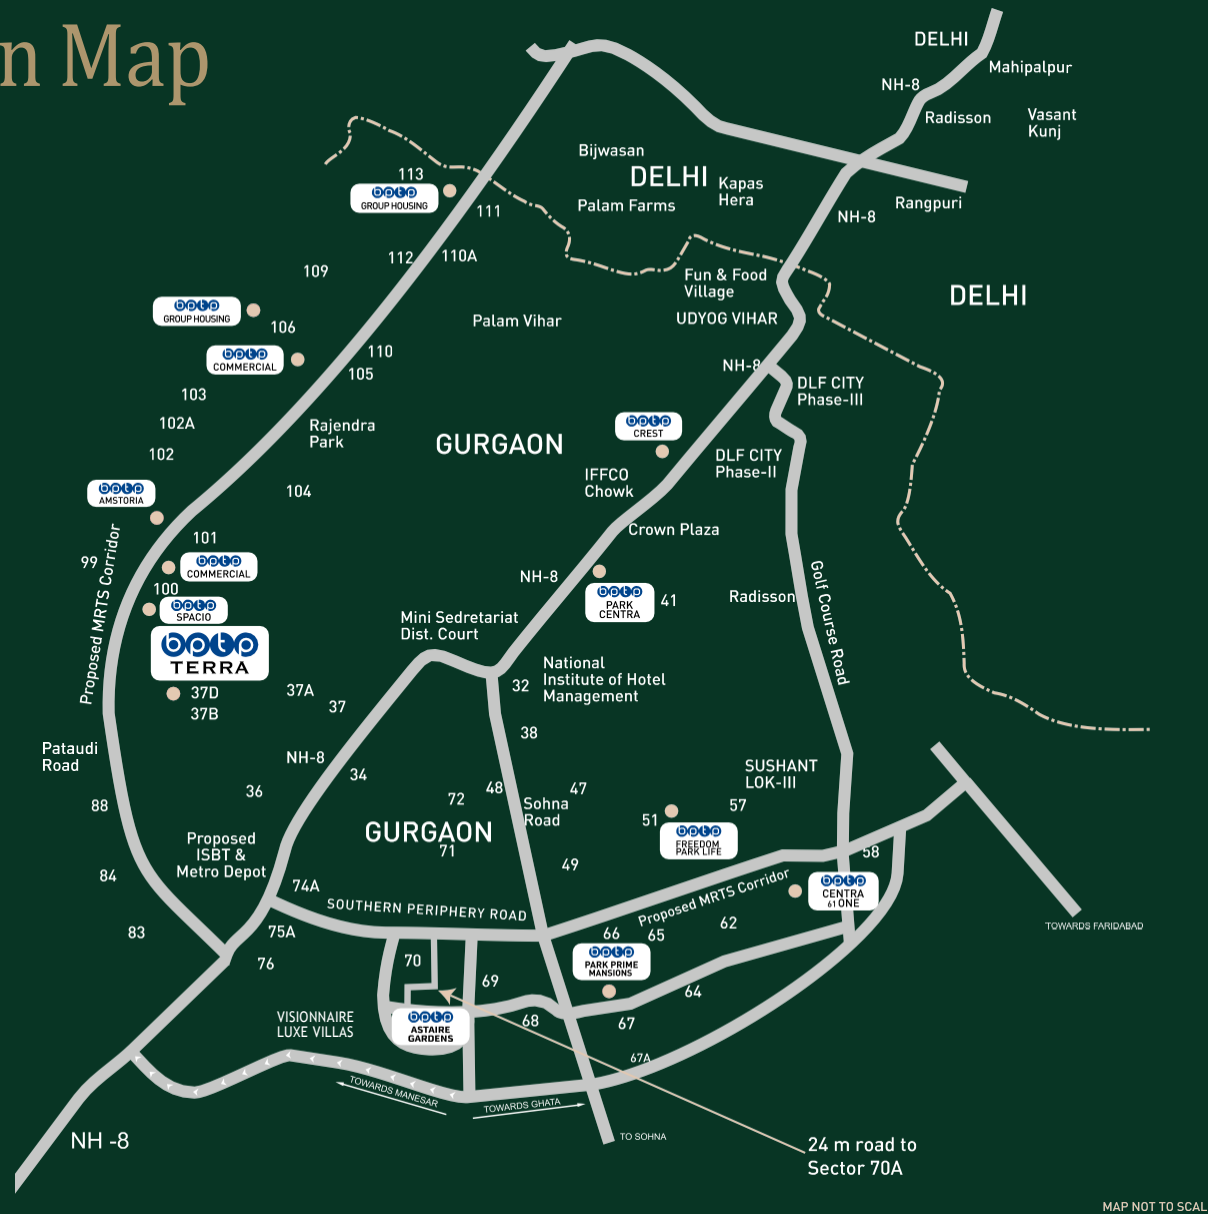 n Map
DELHI
Mahipalpur
NH-8
Radisson
Vasant
Kunj
Bijwasan
DELHI
Kapas
Hera
Palam Farms
Rangpuri
NH-8
113
bptp
GROUP HOUSING
111
112
110A
109
Fun & Food
Village
DELHI
bptp
GROUP HOUSING
106
Palam Vihar
UDYOG VIHAR
bptp
COMMERCIAL
110
105
NH-8
DLF CITY
Phase-III
103
102A
Rajendra
Park
GURGAON
bptp
CREST
102
DLF CITY
Phase-II
IFFCO
Chowk
bptp
AMSTORIA
104
Crown Plaza
101
99
Proposed MRTS Corridor
bptp
COMMERCIAL
100
NH-8
bptp
PARK
CENTRA
41
Radisson
Golf Course Road
bptp
SPACIO
Mini Sedretariat
Dist. Court
bptp
TERRA
National
Institute of Hotel
Management
32
37D
37B
37A
37
38
Pataudi
Road
NH-8
34
SUSHANT
LOK-III
36
72
48
47
Sohna
Road
57
88
51
bptp
FREEDOM
PARK LIFE
GURGAON
71
Proposed
ISBT &
Metro Depot
49
58
84
74A
bptp
CENTRA
61 ONE
Proposed MRTS Corridor
SOUTHERN PERIPHERY ROAD
62
TOWARDS FARIDABAD
83
75A
66
65
76
70
69
bptp
PARK PRIME
MANSIONS
64
VISIONNAIRE
LUXE VILLAS
bptp
ASTAIRE
GARDENS
68
67
67A
TOWARDS MANESAR
TOWARDS GHATA
NH -8
TO SOHNA
24 m road to
Sector 70A
MAP NOT TO SCAL